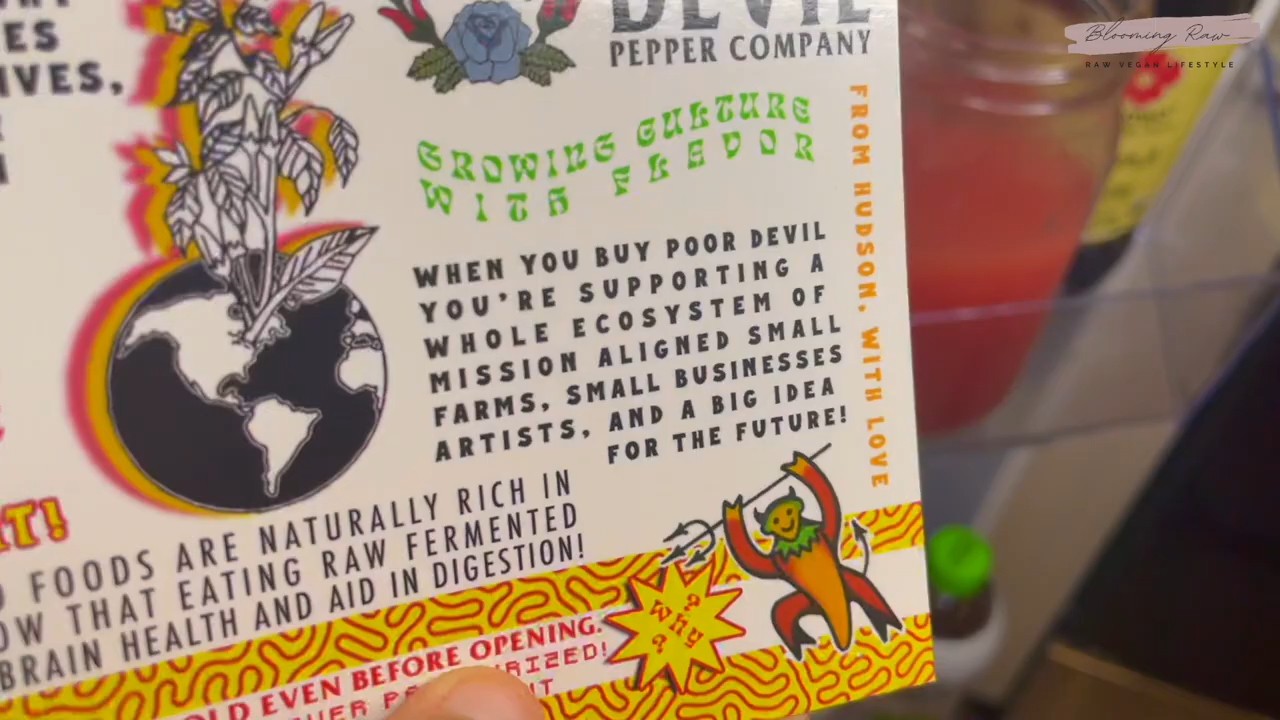 Blooming Raw
RAW VEGAN LIFESTYLE
ES
IVES,
DEVIL
PEPPER COMPANY
GROWING CULTURE
WITH FLAVOR
FROM HUDSON, WITH LOVE
WHEN YOU BUY POOR DEVIL
YOU'RE SUPPORTING A
WHOLE ECOSYSTEM OF
MISSION ALIGNED SMALL
FARMS, SMALL BUSINESSES
ARTISTS, AND A BIG IDEA
FOR THE FUTURE!
IT!
FOODS ARE NATURALLY RICH IN
OW THAT EATING RAW FERMENTED
BRAIN HEALTH AND AID IN DIGESTION!
OLD EVEN BEFORE OPENING.
RIZED!
IT
? Why ?